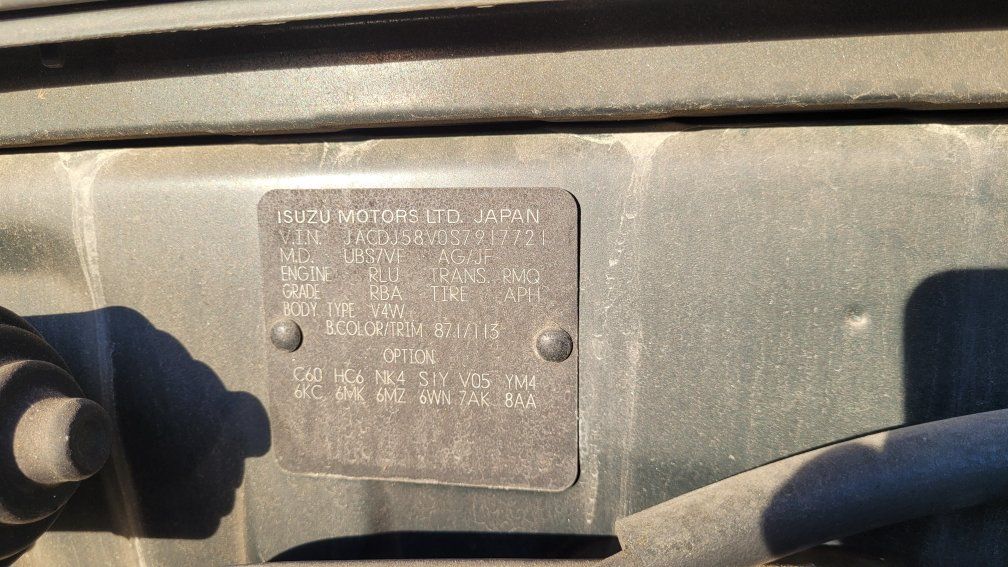 ISUZU MOTORS LTD. JAPAN
V.I.N. JACDJ58V0S7917721
M.D. UBS/VF AG/JF
ENGINE RLU TRANS. RMQ
GRADE RBA TIRE APH
BODY TYPE V4W
B.COLOR/TRIM 871/113
OPTION
C60 HC6 NK4 S1Y V05 YM4
6KC 6MK 6MZ 6WN 7AK 8AA